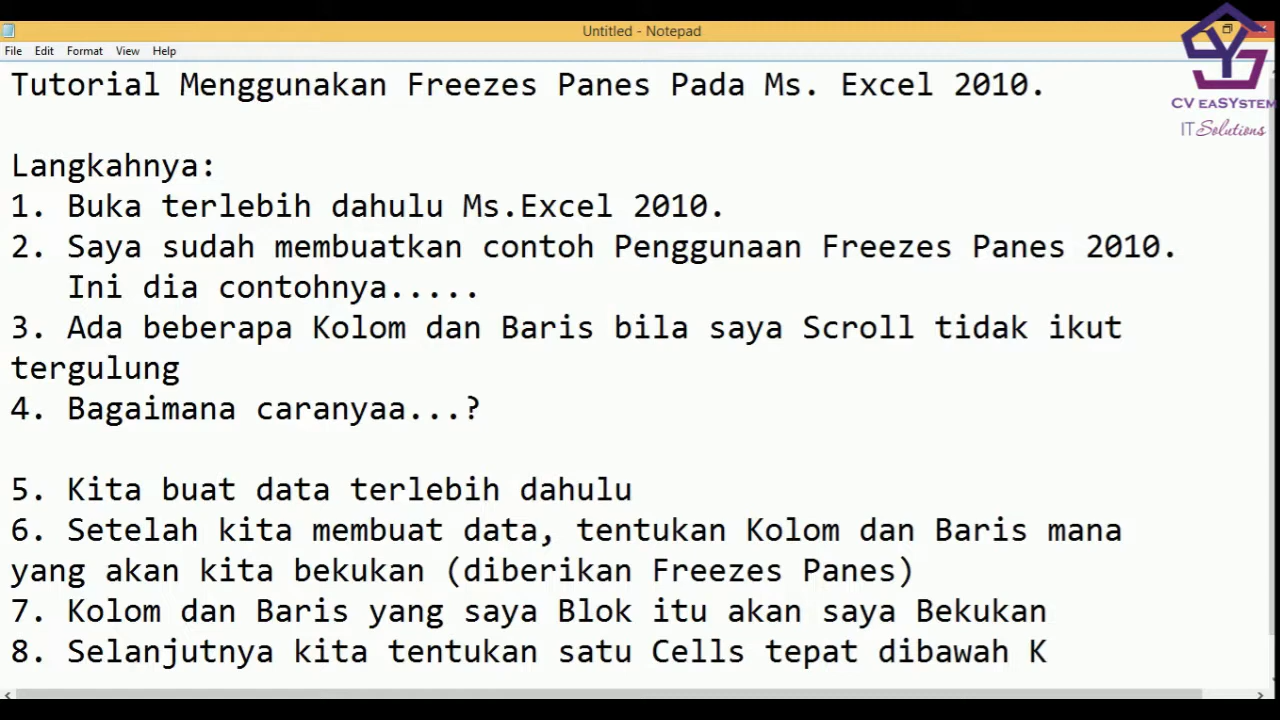 Untitled - Notepad
File Edit Format View Help
Tutorial Menggunakan Freezes Panes Pada Ms. Excel 2010.
CV eaSYstem
IT Solutions
Langkahnya:
1. Buka terlebih dahulu Ms.Excel 2010.
2. Saya sudah membuatkan contoh Penggunaan Freezes Panes 2010.
Ini dia contohnya.....
3. Ada beberapa Kolom dan Baris bila saya Scroll tidak ikut
tergulung
4. Bagaimana caranyaa...?
5. Kita buat data terlebih dahulu
6. Setelah kita membuat data, tentukan Kolom dan Baris mana
yang akan kita bekukan (diberikan Freezes Panes)
7. Kolom dan Baris yang saya Blok itu akan saya Bekukan
8. Selanjutnya kita tentukan satu Cells tepat dibawah K